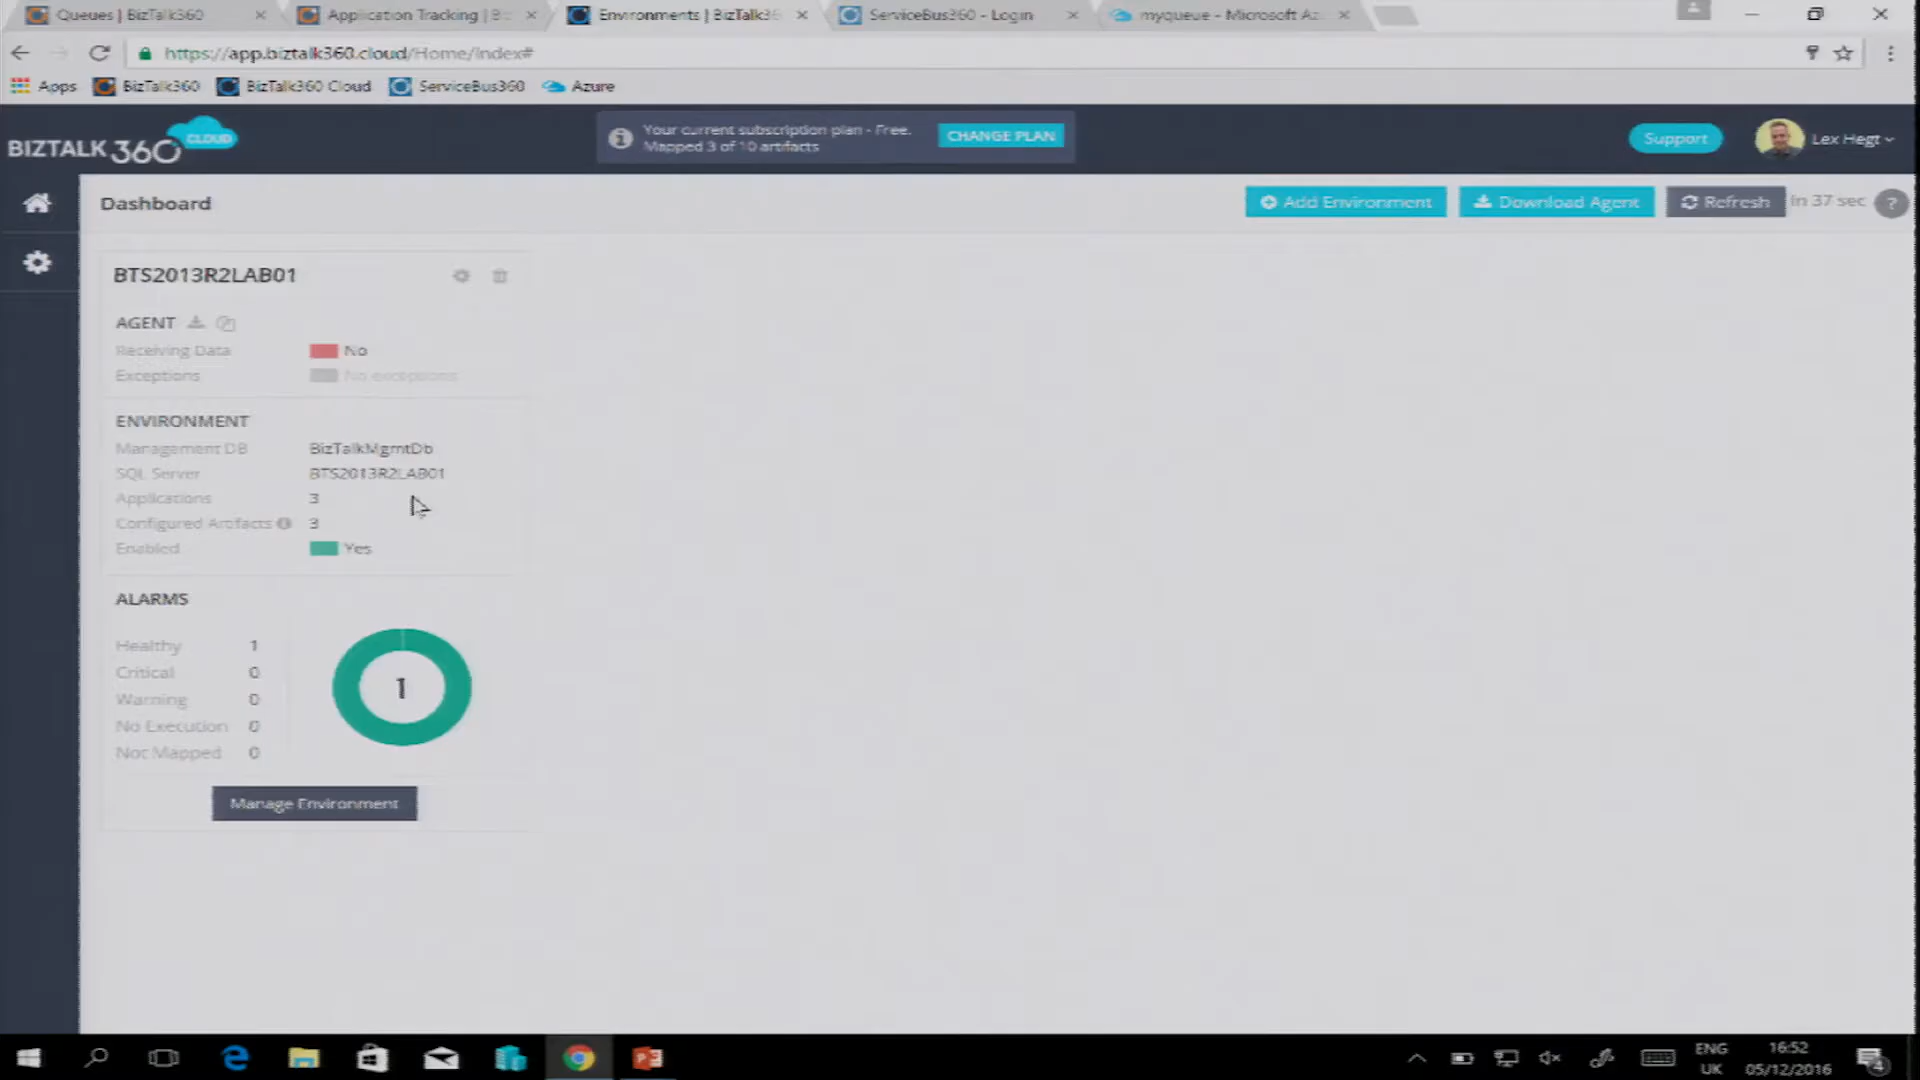 Queues | BizTalk360
Application Tracking | Bi
Environments | BizTalk36
ServiceBus360 - Login
myqueue - Microsoft Az
https://app.biztalk360.cloud/Home/Index#
Apps
BizTalk360
BizTalk360 Cloud
ServiceBus360
Azure
BIZTALK 360 CLOUD
Your current subscription plan - Free.
Mapped 3 of 10 artifacts
CHANGE PLAN
Support
Lex Hegt
Dashboard
Add Environment
Download Agent
Refresh
In 37 sec
?
BTS2013R2LAB01
AGENT
Receiving Data No
Exceptions No exceptions
ENVIRONMENT
Management DB BizTalkMgmtDb
SQL Server BTS2013R2LAB01
Applications 3
Configured Artifacts 3
Enabled Yes
ALARMS
Healthy 1
Critical 0
Warning 0
No Execution 0
Not Mapped 0
1
Manage Environment
ENG
UK
16:52
05/12/2016
4